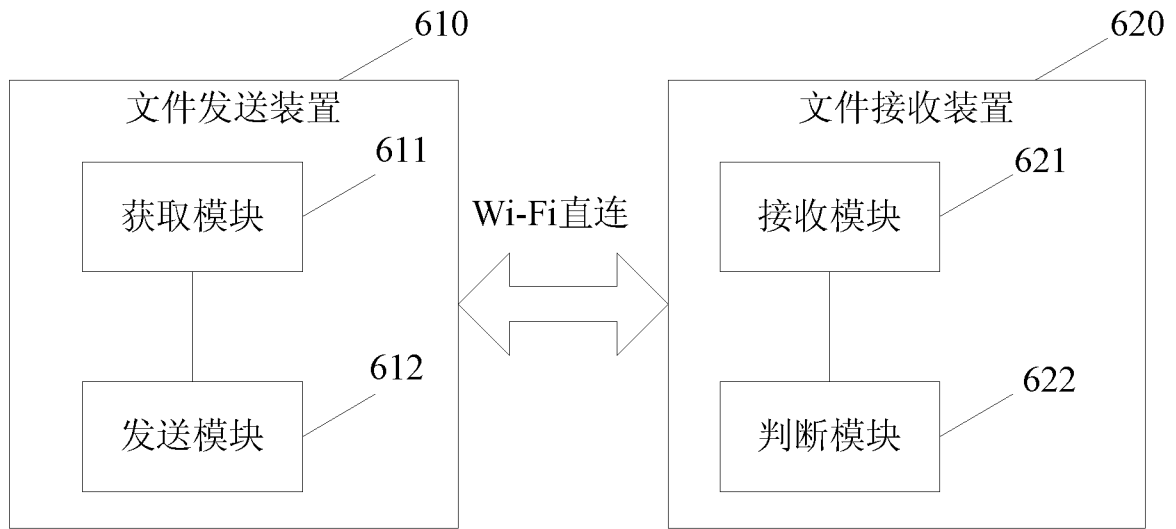 610
620
文件发送装置
文件接收装置
611
621
获取模块
Wi-Fi直连
接收模块
612
622
发送模块
判断模块